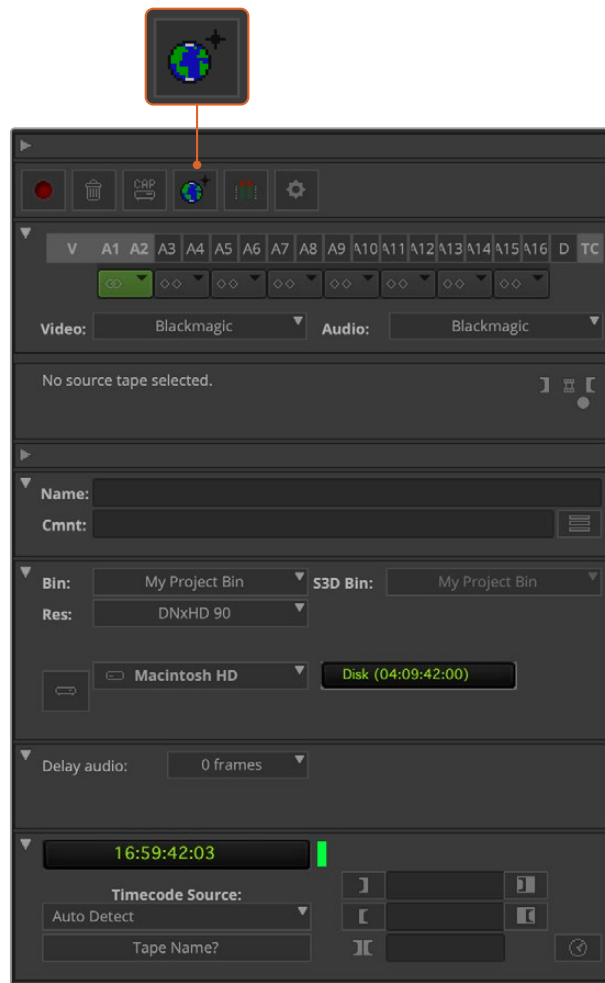 CAP
V A1 A2 A3 A4 A5 A6 A7 A8 A9 A10 A11 A12 A13 A14 A15 A16 D TC
Video: Blackmagic Audio: Blackmagic
No source tape selected.
Name:
Cmnt:
Bin: My Project Bin S3D Bin: My Project Bin
Res: DNxHD 90
Macintosh HD Disk (04:09:42:00)
Delay audio: 0 frames
16:59:42:03
Timecode Source:
Auto Detect
Tape Name?